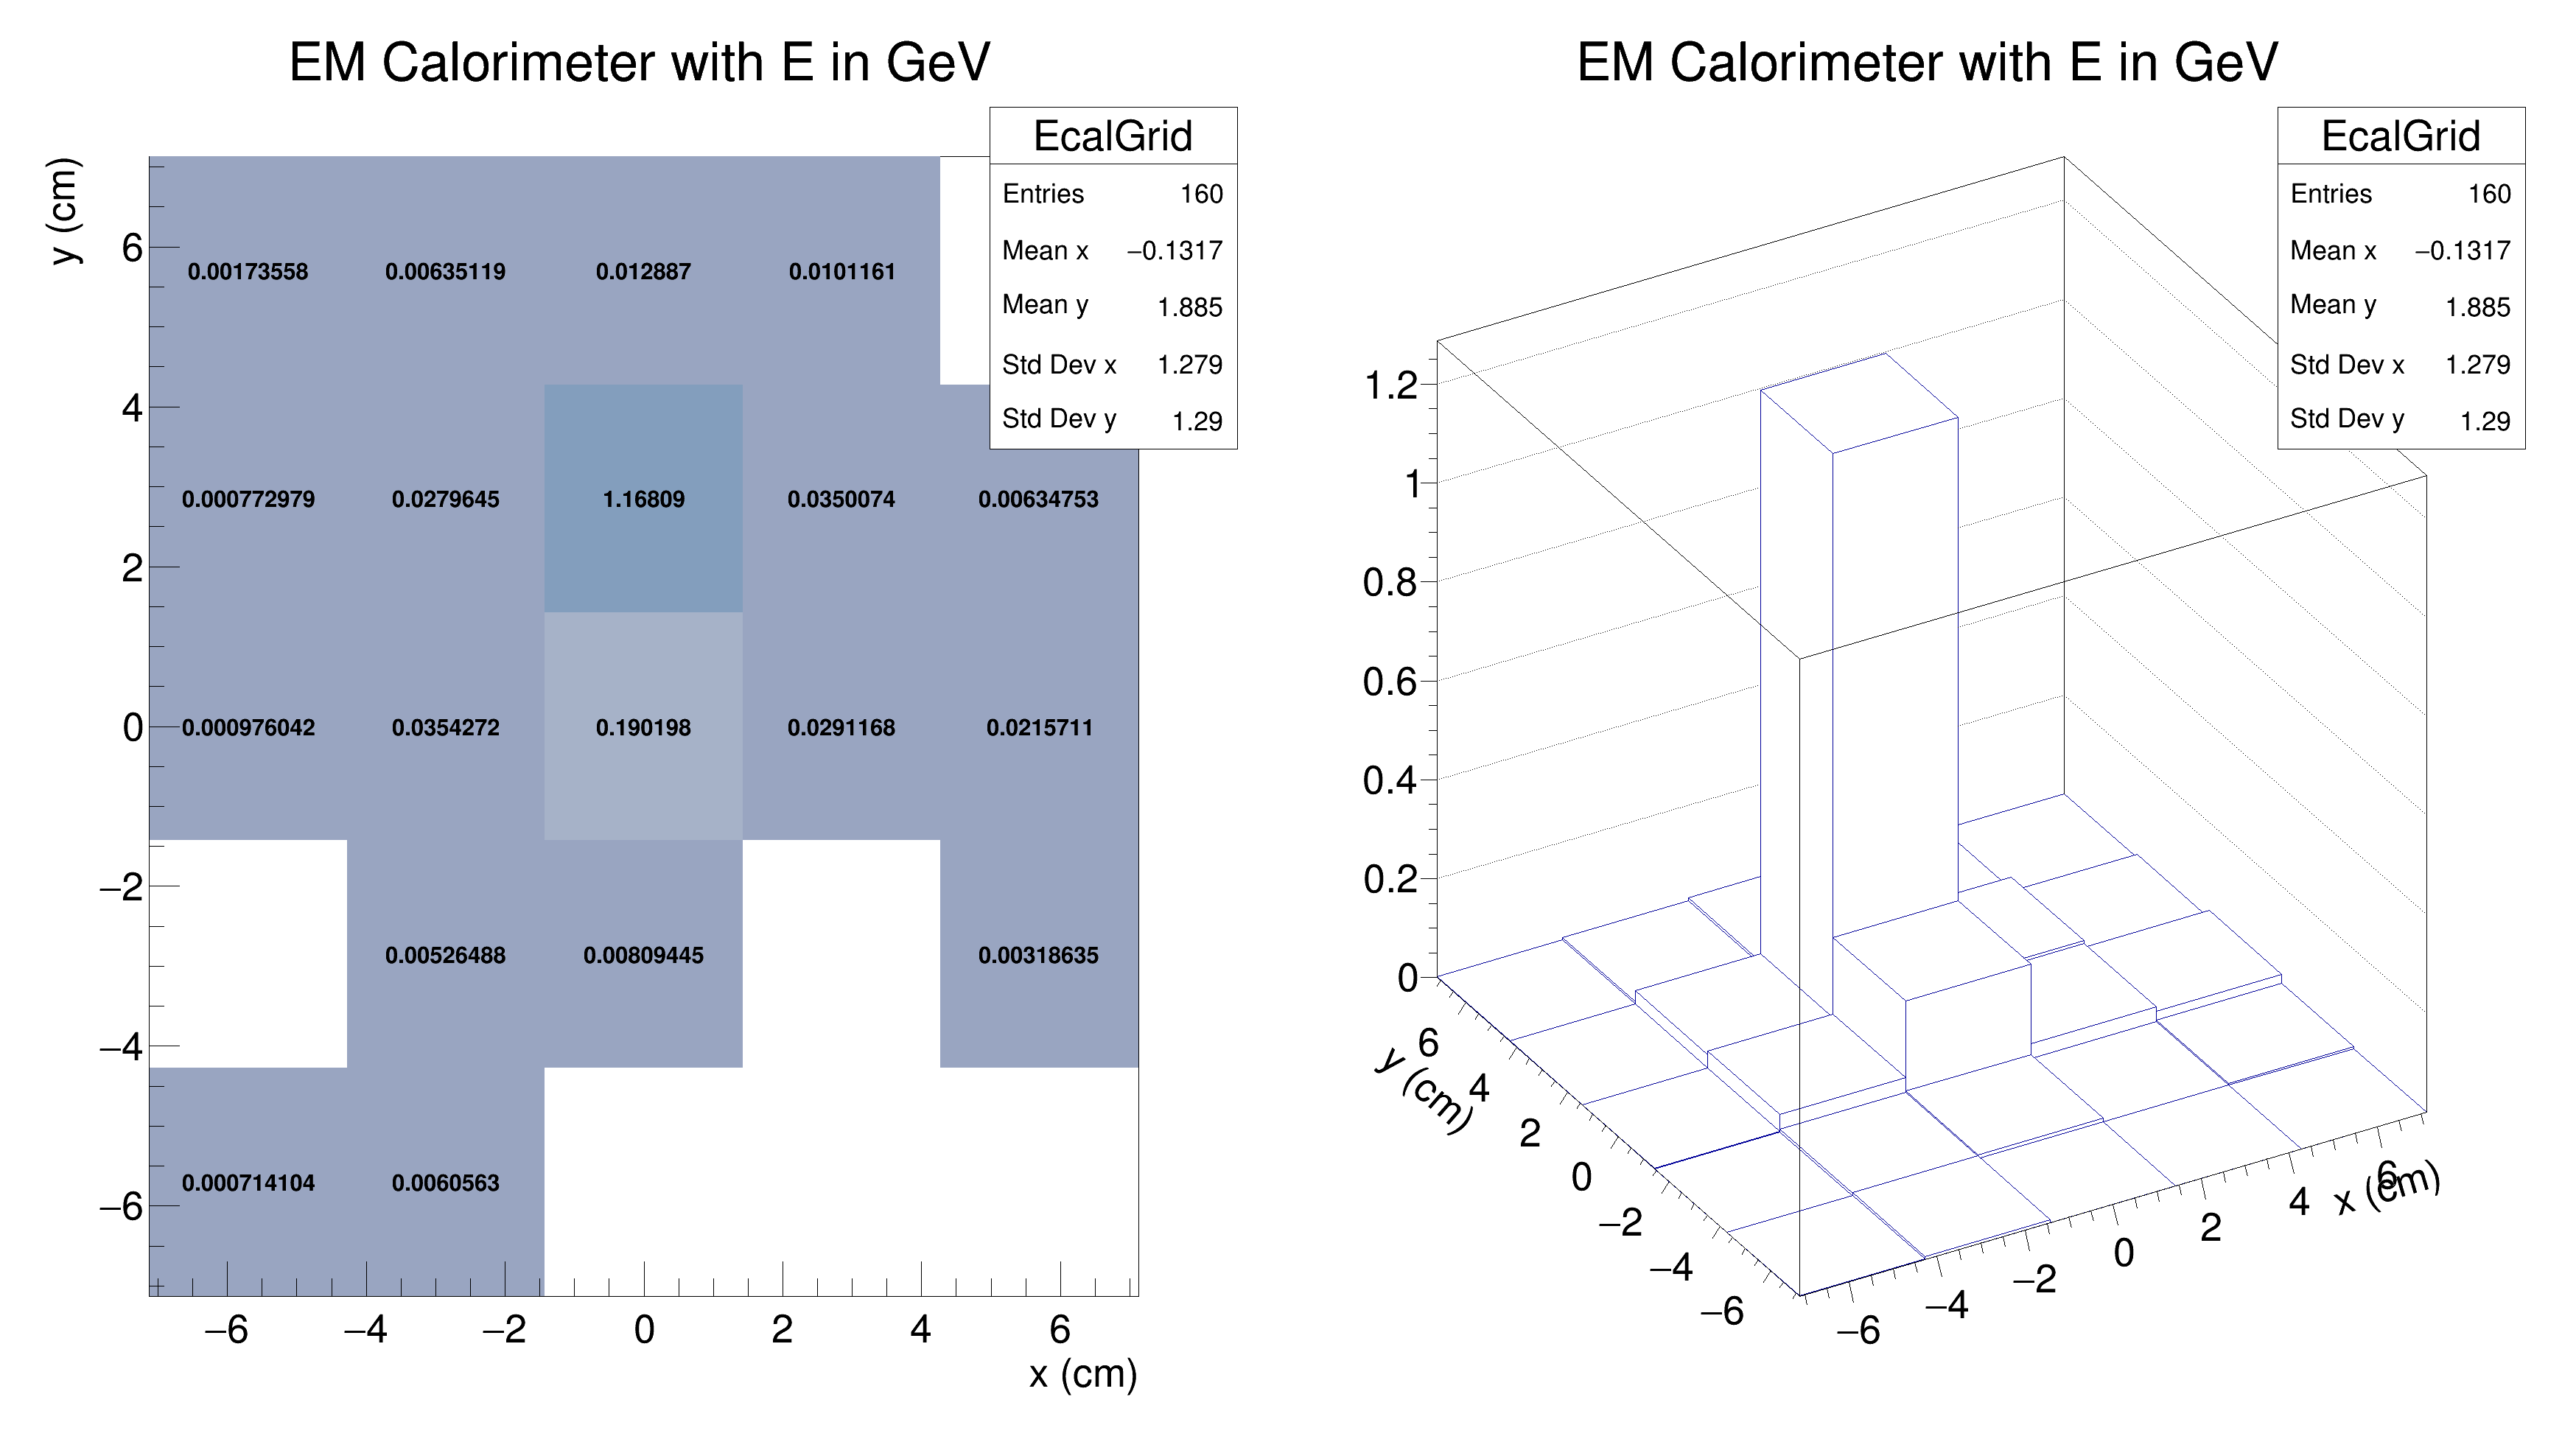 EM Calorimeter with E in GeV
EcalGrid
Entries 160
Mean x −0.1317
Mean y 1.885
Std Dev x 1.279
Std Dev y 1.29
y (cm)
6
4
2
0
−2
−4
−6
0.00173558 0.00635119 0.012887 0.0101161
0.000772979 0.0279645 1.16809 0.0350074 0.00634753
0.000976042 0.0354272 0.190198 0.0291168 0.0215711
0.00526488 0.00809445 0.00318635
0.000714104 0.0060563
−6 −4 −2 0 2 4 6
x (cm)
EM Calorimeter with E in GeV
EcalGrid
Entries 160
Mean x −0.1317
Mean y 1.885
Std Dev x 1.279
Std Dev y 1.29
1.2
1
0.8
0.6
0.4
0.2
0
y (cm)
6
4
2
0
−2
−4
−6
−6 −4 −2 0 2 4 6
x (cm)